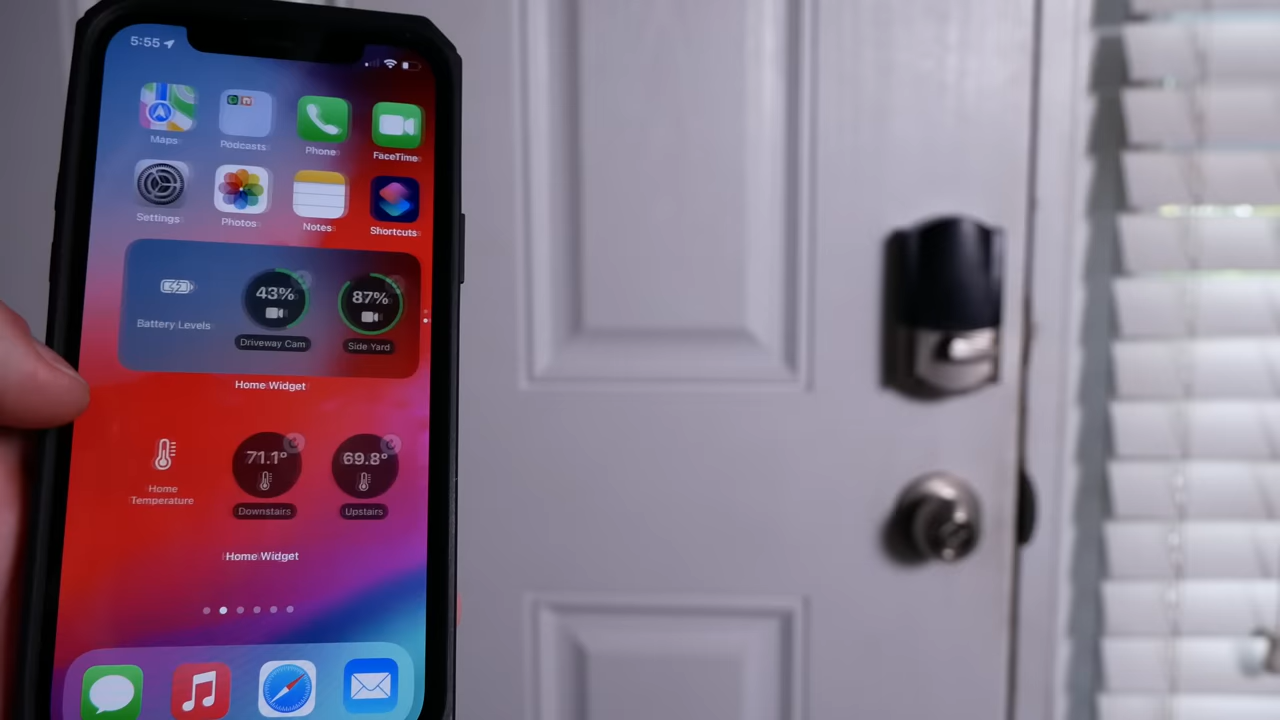 5:55
Maps
Podcasts
Phone
FaceTime
Settings
Photos
Notes
Shortcuts
Battery Levels
43%
Driveway Cam
87%
Side Yard
Home Widget
Home
Temperature
71.1°
Downstairs
69.8°
Upstairs
Home Widget